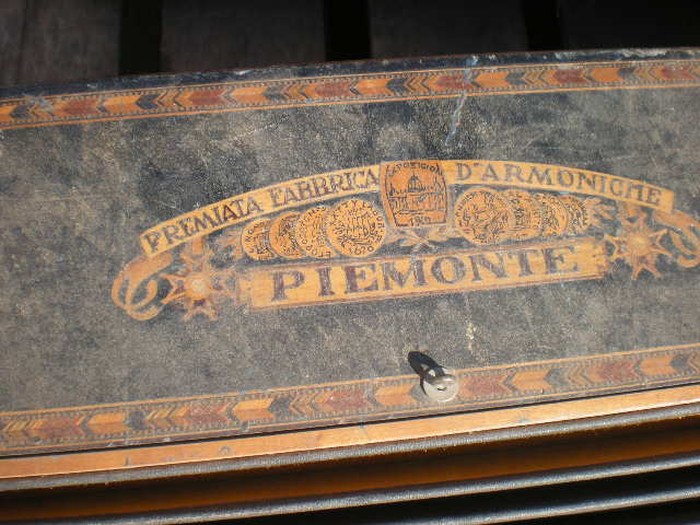 PREMIATA FABBRICA D'ARMONICHE
PIEMONTE